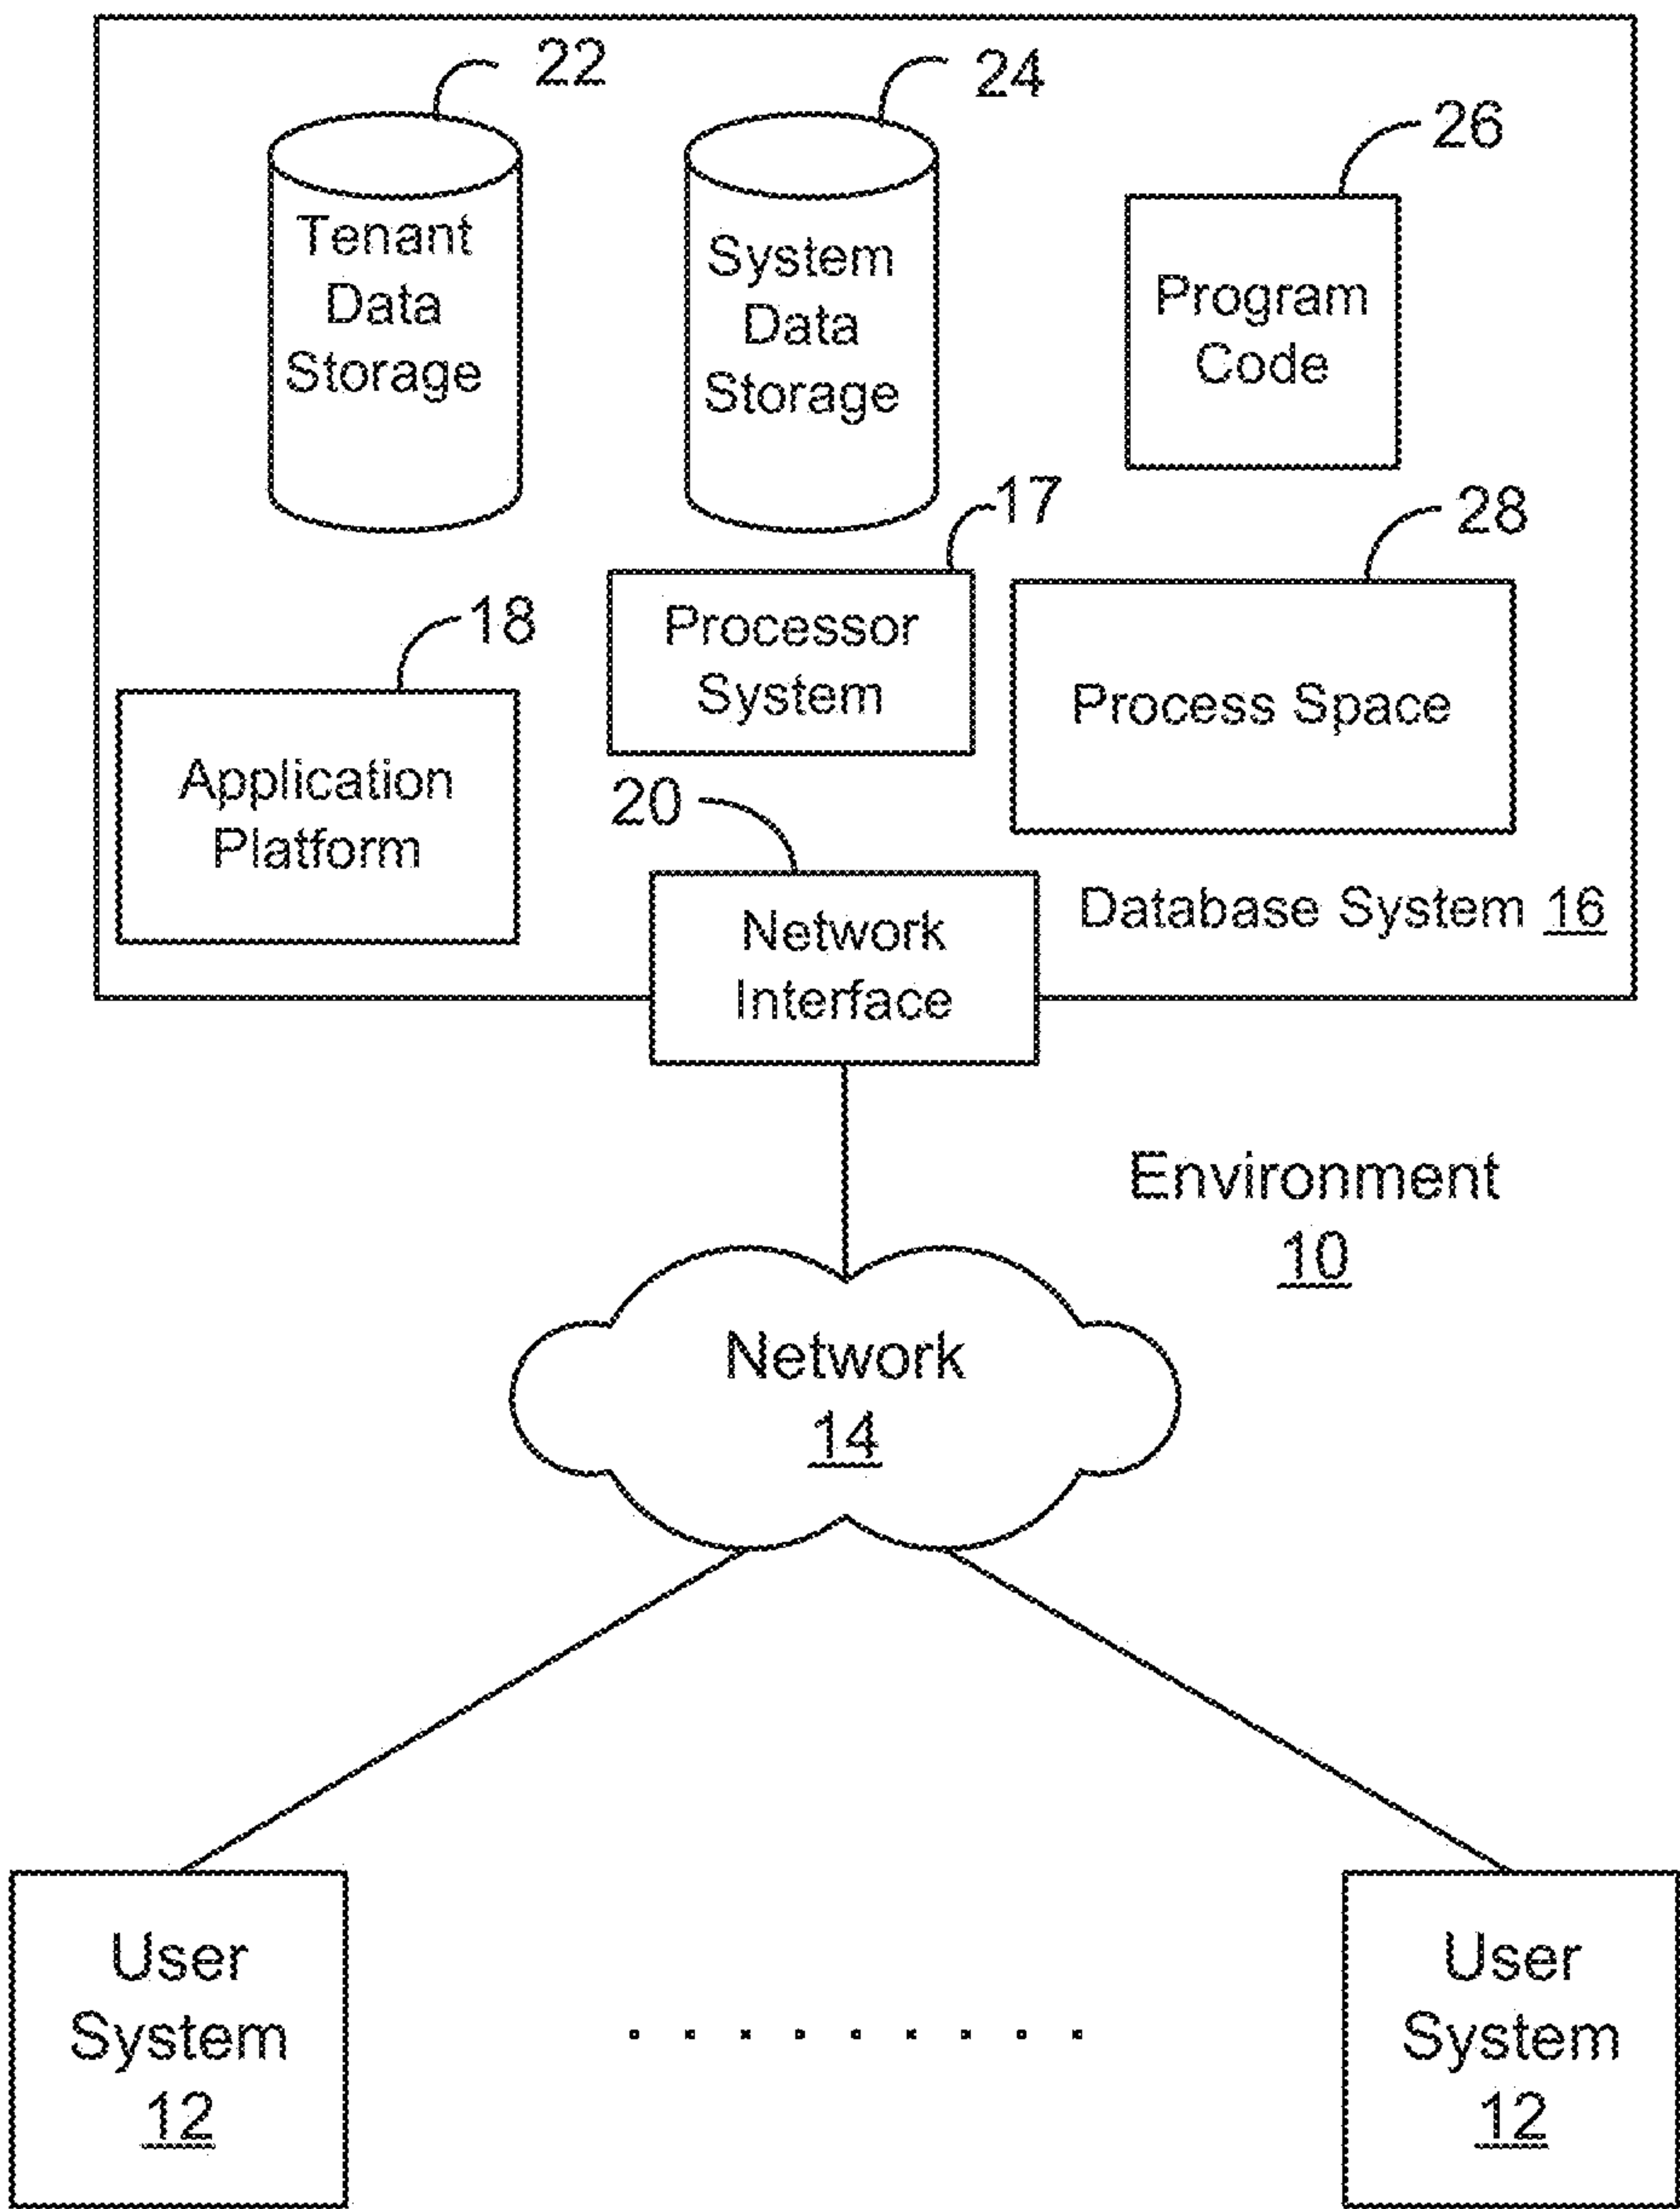 22
24
26
Tenant
Data
Storage
System
Data
Storage
Program
Code
17
28
18
Processor
System
Process Space
Application
Platform
20
Network
Interface
Database System 16
Environment
10
Network
14
User
System
12
User
System
12